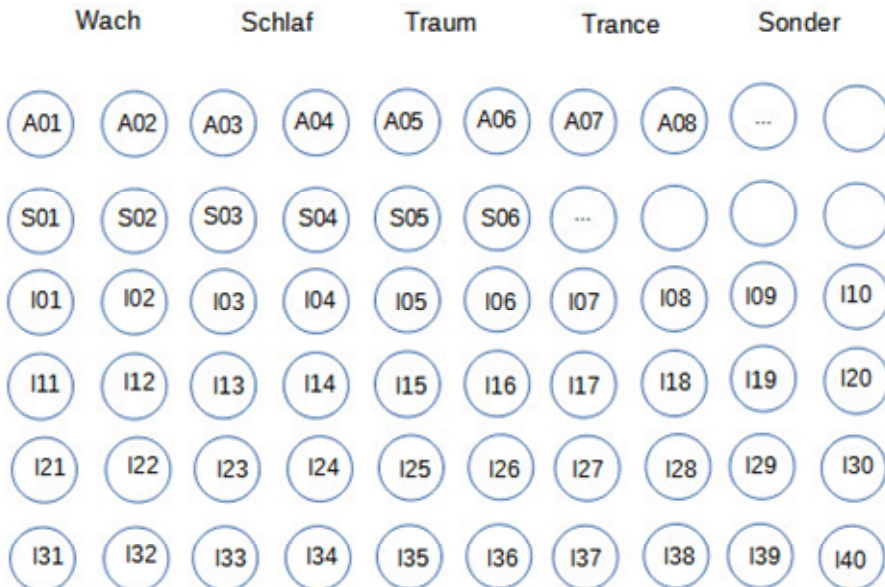 Wach Schlaf Traum Trance Sonder
A01 A02 A03 A04 A05 A06 A07 A08 ...
S01 S02 S03 S04 S05 S06 ...
I01 I02 I03 I04 I05 I06 I07 I08 I09 I10
I11 I12 I13 I14 I15 I16 I17 I18 I19 I20
I21 I22 I23 I24 I25 I26 I27 I28 I29 I30
I31 I32 I33 I34 I35 I36 I37 I38 I39 I40